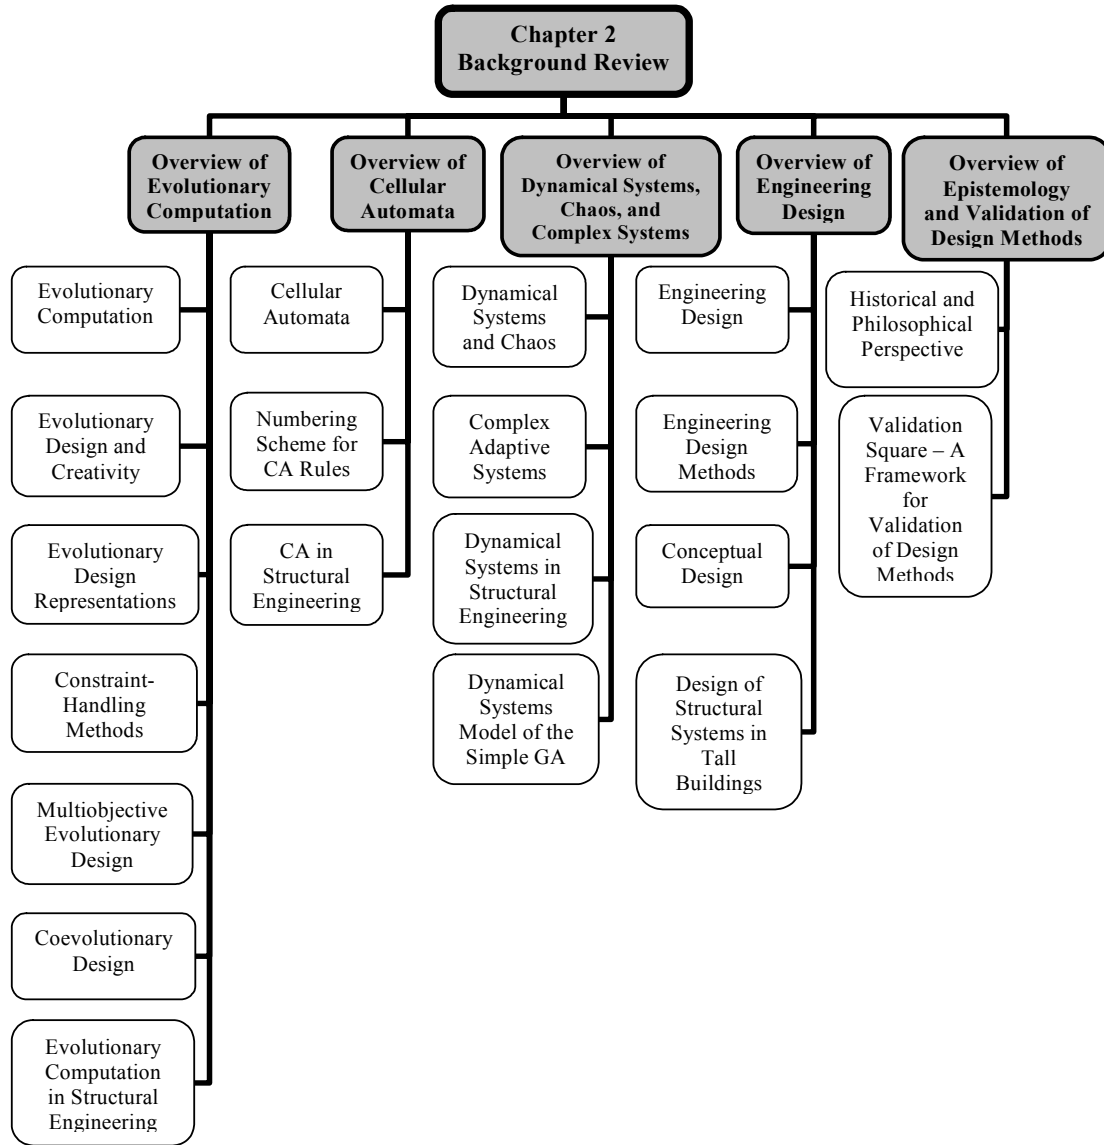 Chapter 2
Background Review
Overview of
Evolutionary
Computation
Overview of
Cellular
Automata
Overview of
Dynamical Systems,
Chaos, and
Complex Systems
Overview of
Engineering
Design
Overview of
Epistemology
and Validation of
Design Methods
Evolutionary
Computation
Evolutionary
Design and
Creativity
Evolutionary
Design
Representations
Constraint-
Handling
Methods
Multiobjective
Evolutionary
Design
Coevolutionary
Design
Evolutionary
Computation
in Structural
Engineering
Cellular
Automata
Numbering
Scheme for
CA Rules
CA in
Structural
Engineering
Dynamical
Systems
and Chaos
Complex
Adaptive
Systems
Dynamical
Systems in
Structural
Engineering
Dynamical
Systems
Model of the
Simple GA
Engineering
Design
Engineering
Design
Methods
Conceptual
Design
Design of
Structural
Systems in
Tall
Buildings
Historical and
Philosophical
Perspective
Validation
Square – A
Framework
for
Validation
of Design
Methods